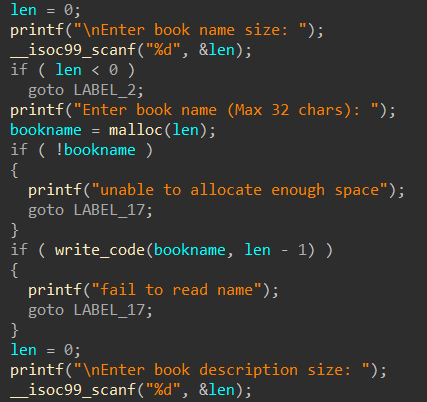 len = 0;
printf("\nEnter book name size: ");
__isoc99_scanf("%d", &len);
if ( len < 0 )
goto LABEL_2;
printf("Enter book name (Max 32 chars): ");
bookname = malloc(len);
if ( !bookname )
{
printf("unable to allocate enough space");
goto LABEL_17;
}
if ( write_code(bookname, len - 1) )
{
printf("fail to read name");
goto LABEL_17;
}
len = 0;
printf("\nEnter book description size: ");
__isoc99_scanf("%d", &len);